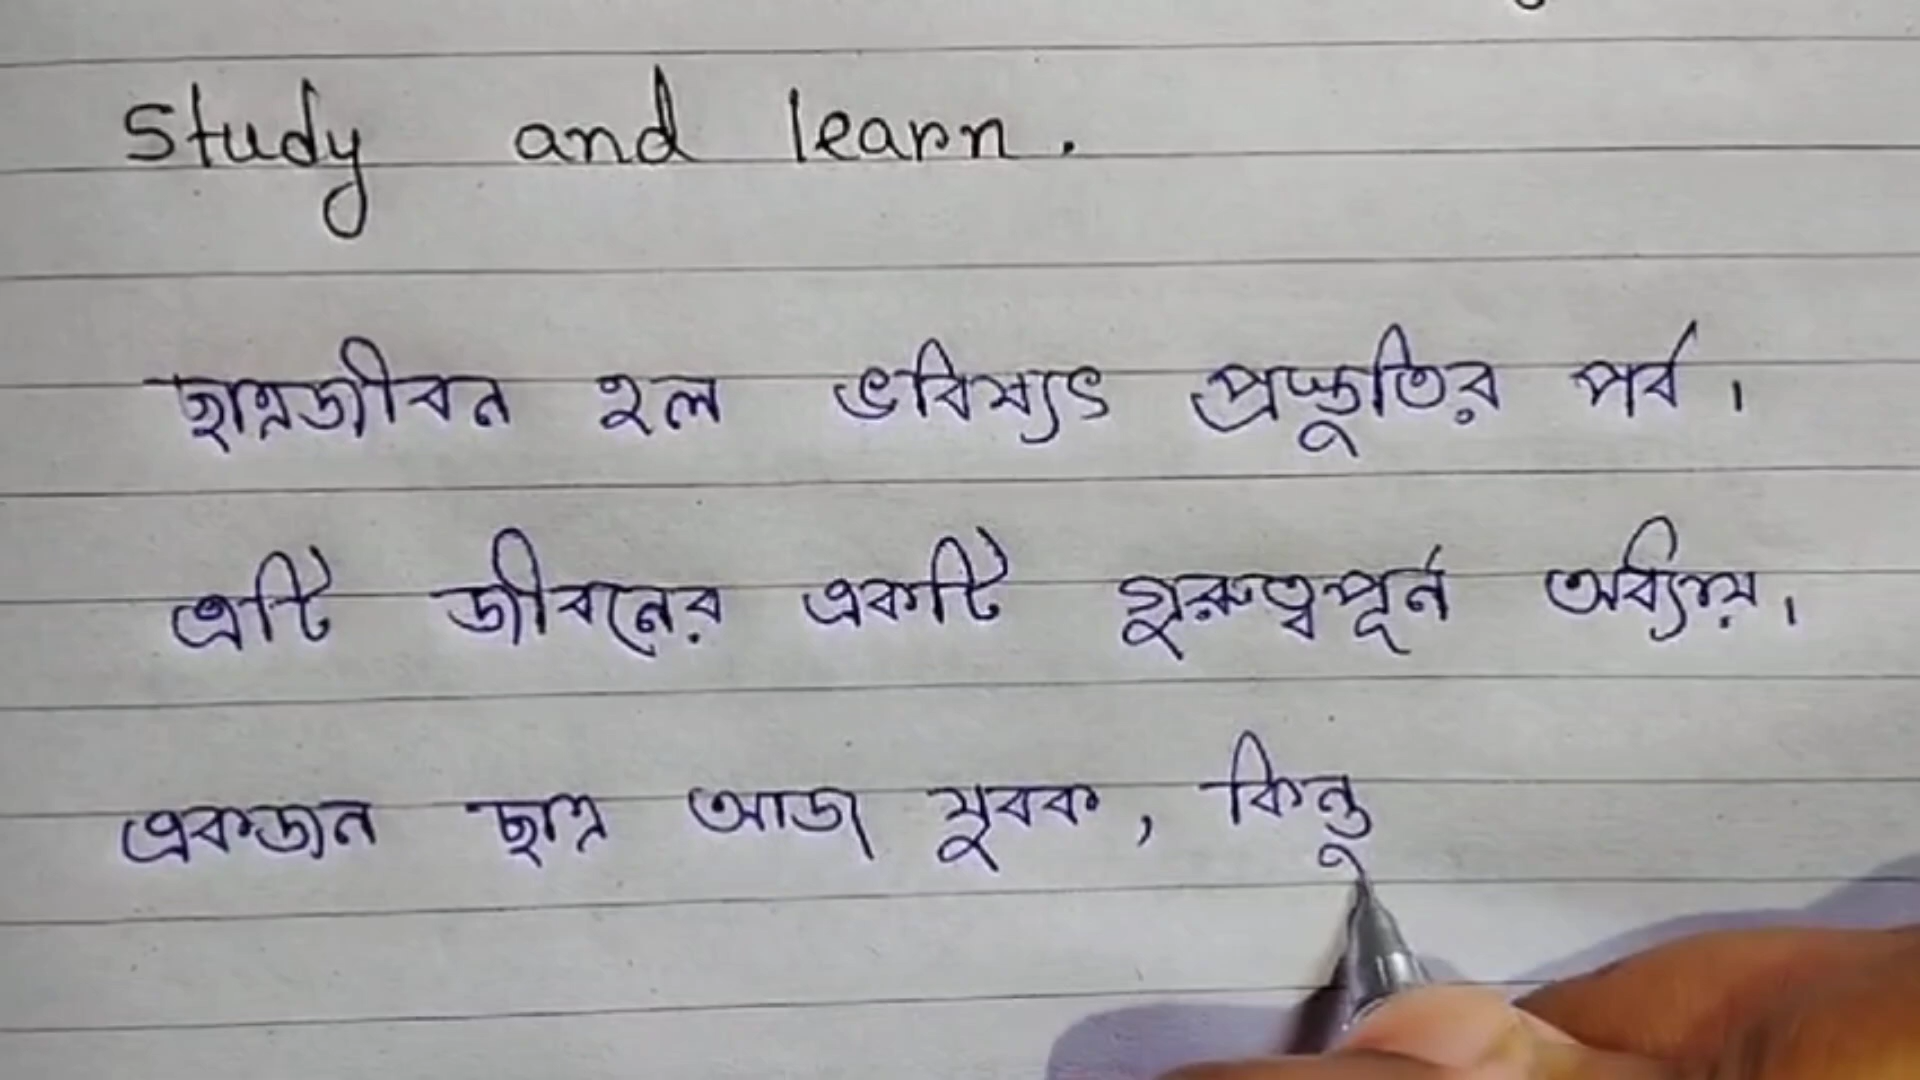 Study and learn.
ছাত্রজীবন হল ভবিষ্যৎ প্রস্তুতির পর্ব।
এটি জীবনের একটি গুরুত্বপূর্ন অধ্যায়।
একজন ছাত্র আজ যুবক, কিন্তু